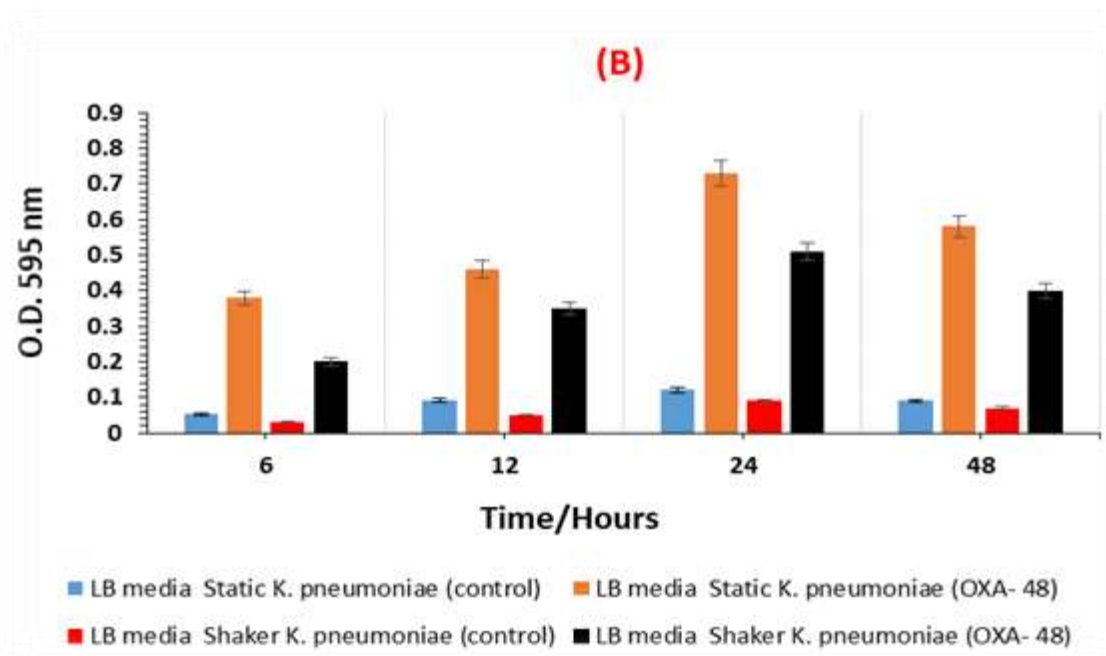 (B)
0.9
0.8
0.7
0.6
0.5
0.4
0.3
0.2
0.1
0
O.D. 595 nm
6 12 24 48
Time/Hours
LB media Static K. pneumoniae (control) LB media Static K. pneumoniae (OXA- 48)
LB media Shaker K. pneumoniae (control) LB media Shaker K. pneumoniae (OXA- 48)